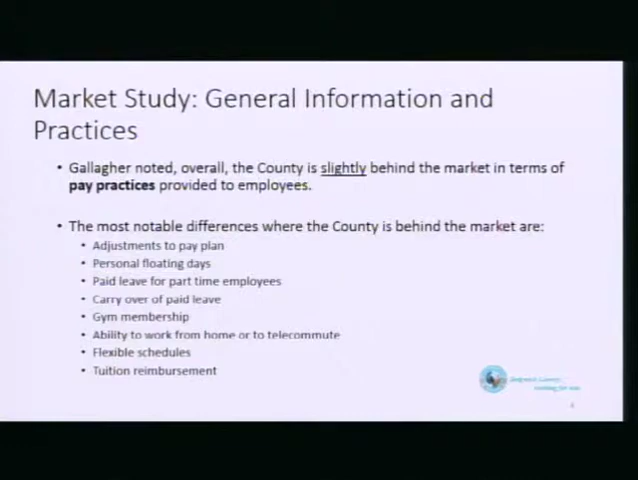 Market Study: General Information and
Practices
• Gallagher noted, overall, the County is slightly behind the market in terms of
pay practices provided to employees.
• The most notable differences where the County is behind the market are:
• Adjustments to pay plan
• Personal floating days
• Paid leave for part time employees
• Carry over of paid leave
• Gym membership
• Ability to work from home or to telecommute
• Flexible schedules
• Tuition reimbursement